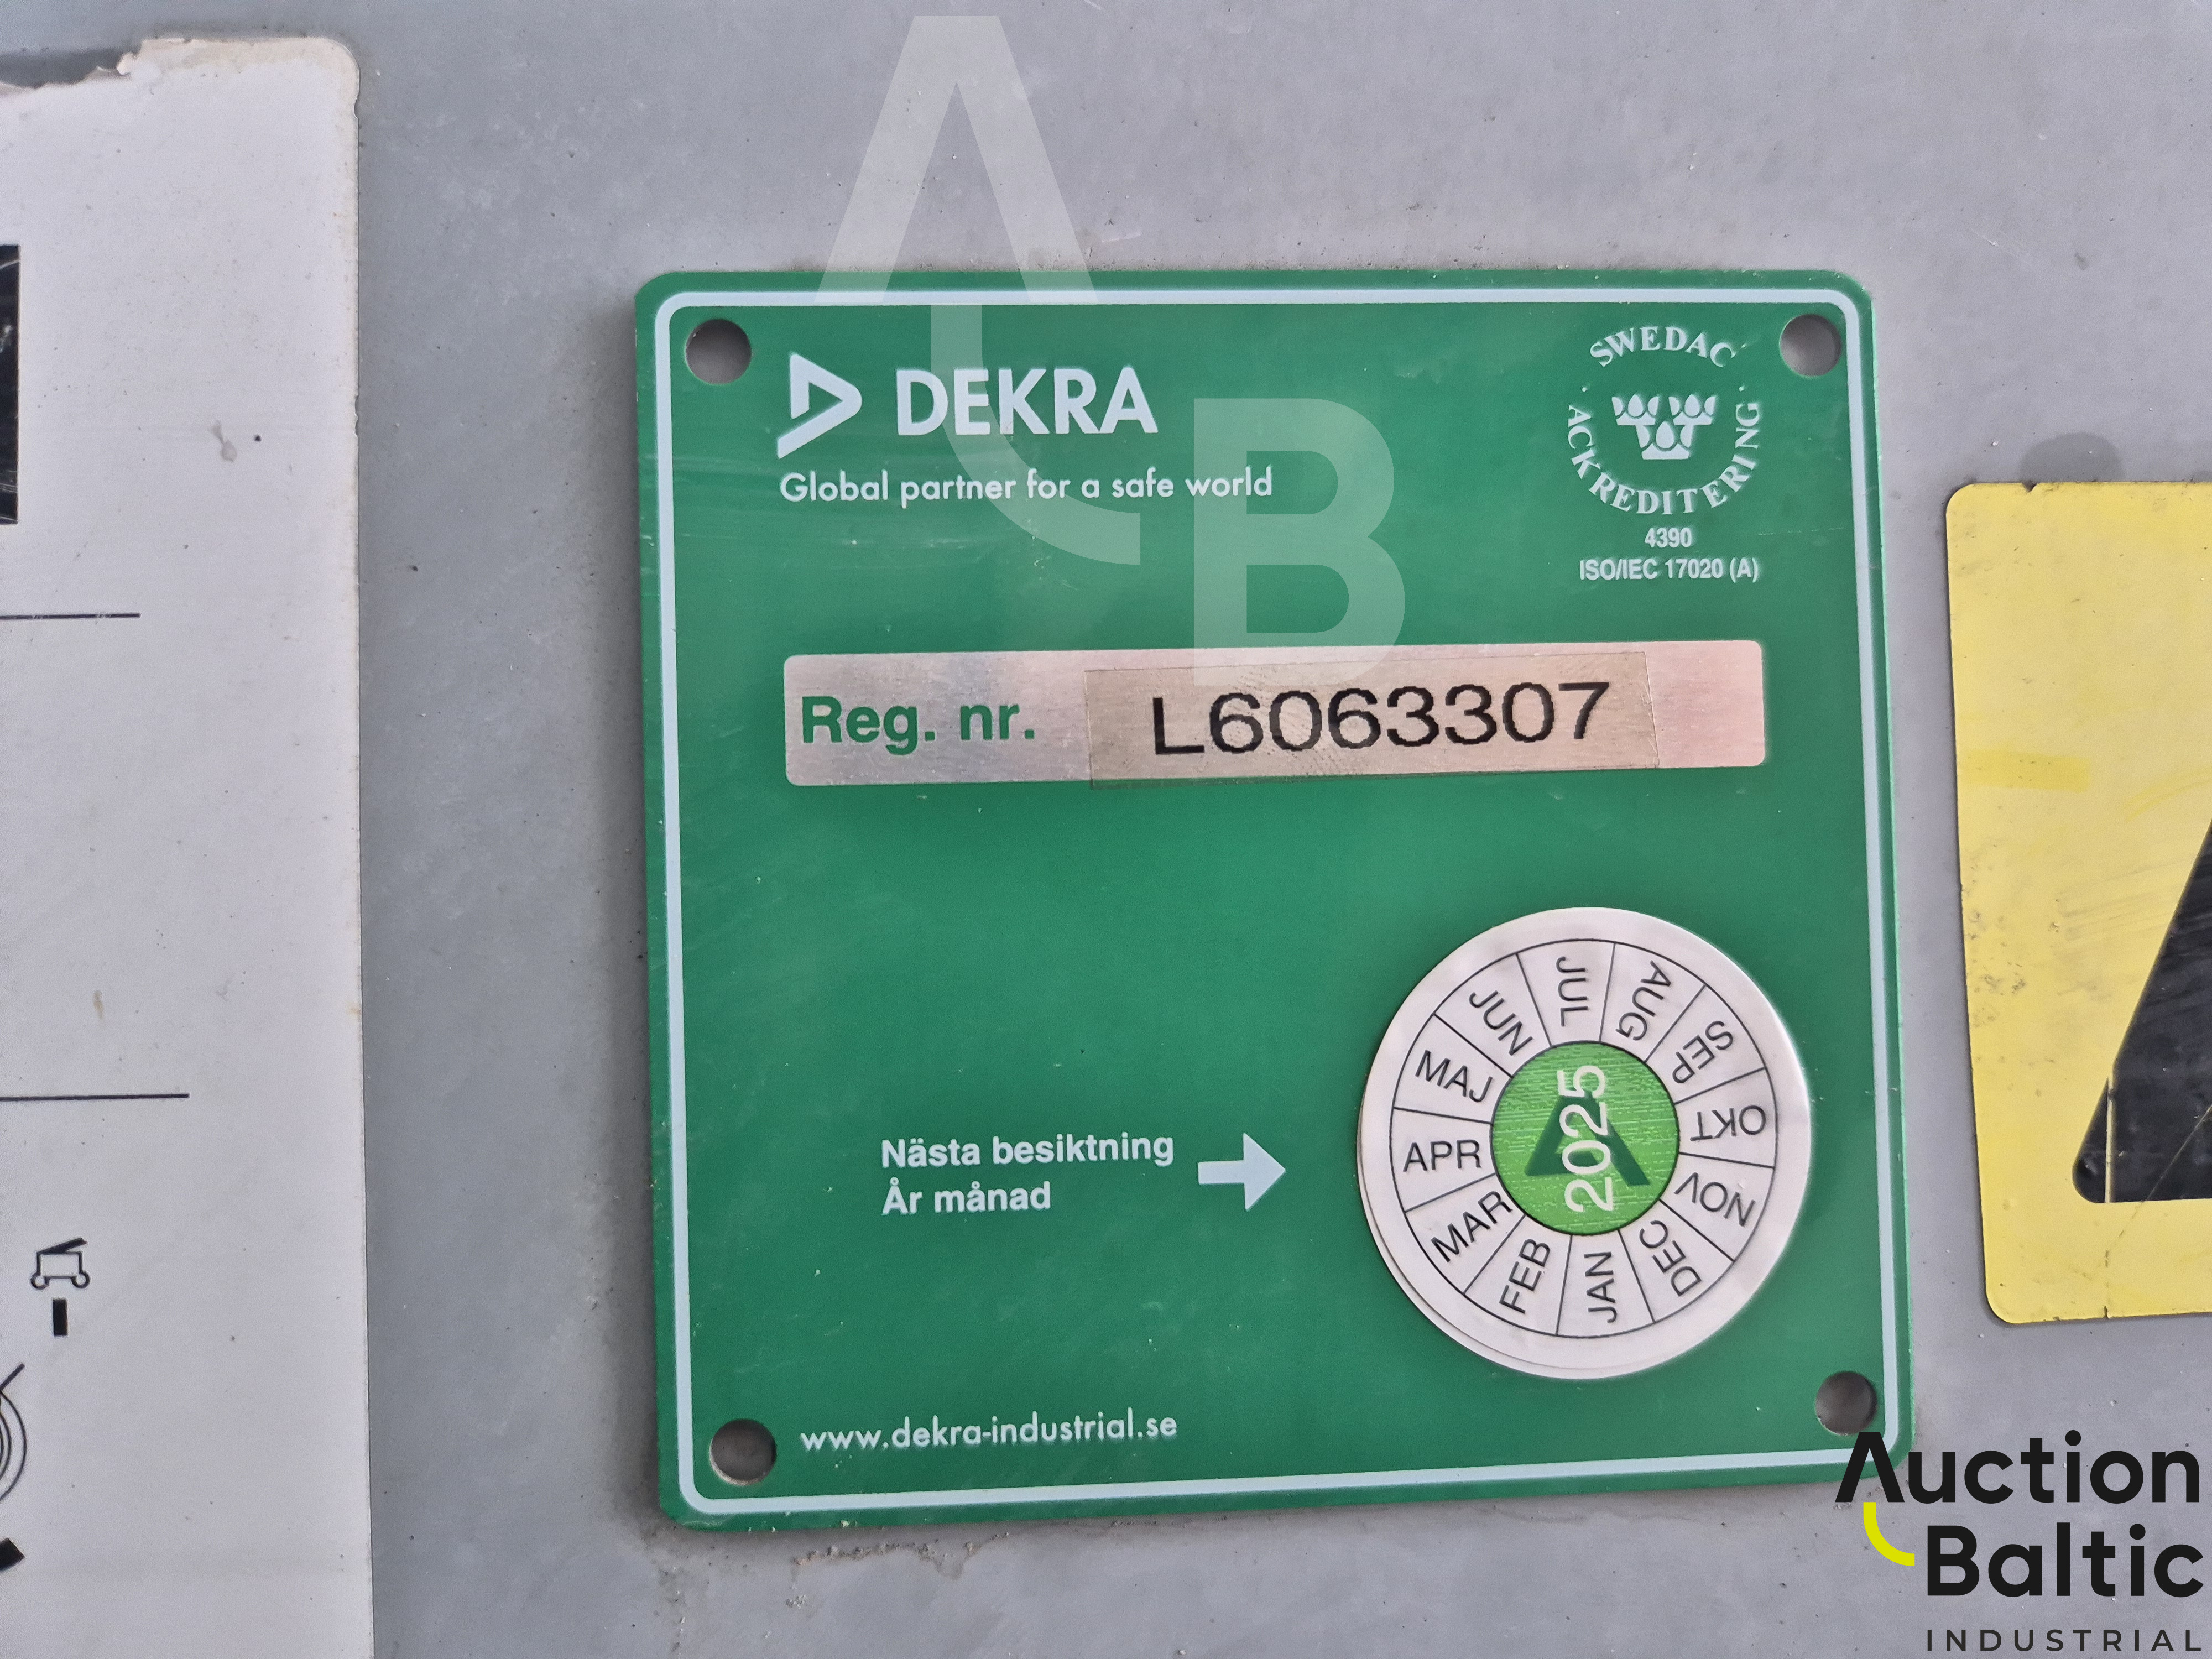 DEKRA
Global partner for a safe world
SWEDAC
ACKREDITERING
4390
ISO/IEC 17020 (A)
Reg. nr. L6063307
Nästa besiktning
År månad
JAN FEB MAR APR MAJ JUN JUL AUG SEP OKT NOV DEC
2025
www.dekra-industrial.se
AB
Auction
Baltic
INDUSTRIAL